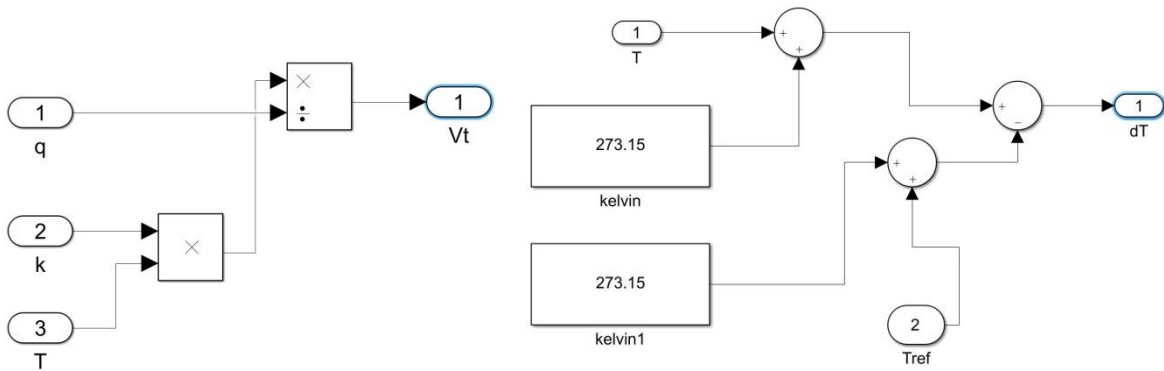 1
q
2
k
3
T
×
×
÷
1
Vt
1
T
+
+
273.15
kelvin
273.15
kelvin1
+
+
2
Tref
+
−
1
dT